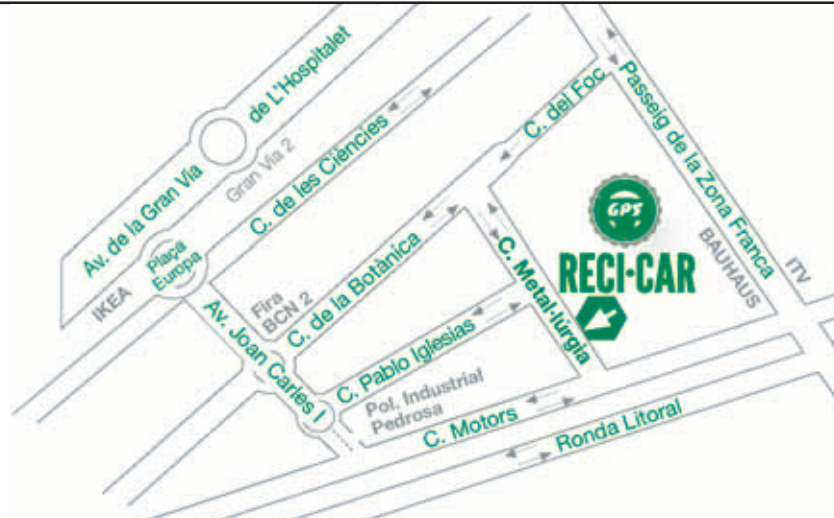 Av. de la Gran Via
de L'Hospitalet
Gran Via 2
C. de les Ciències
C. del Foc
Passeig de la Zona Franca
Plaça
Europa
IKEA
Fira
BCN 2
C. de la Botànica
C. Metal·lúrgia
GPS
RECI·CAR
BAUHAUS
ITV
Av. Joan Carles I
C. Pablo Iglesias
Pol. Industrial
Pedrosa
C. Motors
Ronda Litoral